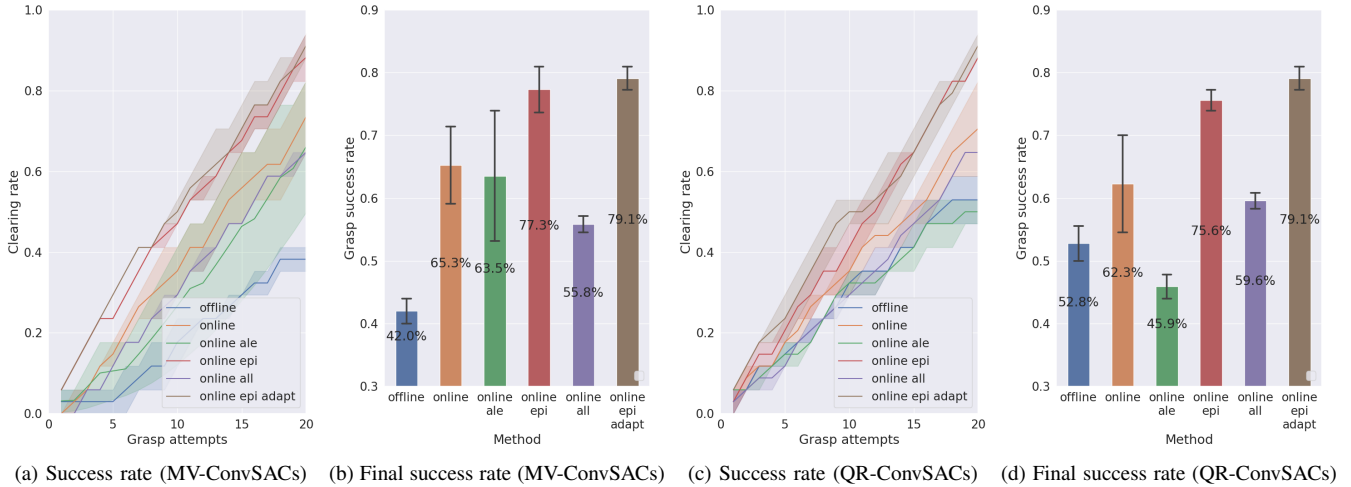 1.0
0.8
0.6
0.4
0.2
0.0
Clearing rate
0
5
10
15
20
Grasp attempts
offline
online
online ale
online epi
online all
online epi adapt
(a) Success rate (MV-ConvSACs)
0.9
0.8
0.7
0.6
0.5
0.4
0.3
Grasp success rate
42.0%
65.3%
63.5%
77.3%
55.8%
79.1%
offline
online
online
ale
online
epi
online
all
online
epi
adapt
Method
(b) Final success rate (MV-ConvSACs)
1.0
0.8
0.6
0.4
0.2
0.0
Clearing rate
0
5
10
15
20
Grasp attempts
offline
online
online ale
online epi
online all
online epi adapt
(c) Success rate (QR-ConvSACs)
0.9
0.8
0.7
0.6
0.5
0.4
0.3
Grasp success rate
52.8%
62.3%
45.9%
75.6%
59.6%
79.1%
offline
online
online
ale
online
epi
online
all
online
epi
adapt
Method
(d) Final success rate (QR-ConvSACs)